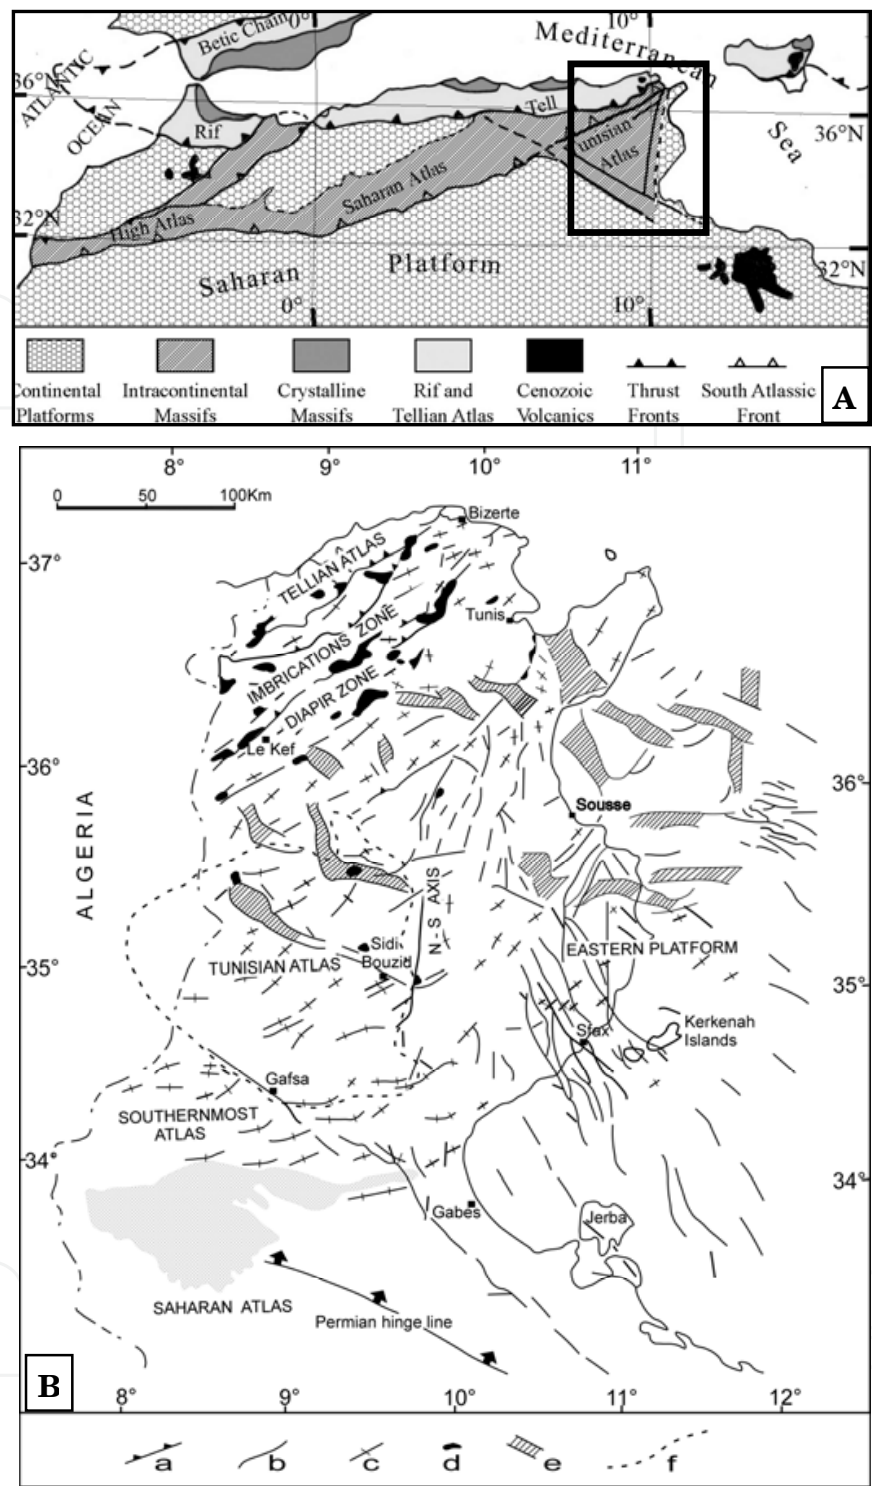 0°
10°
Betic Chain
Mediterranean
Sea
36°N
ATLANTIC
OCEAN
Rif
Tell
36°N
Tunisian
Atlas
Saharan Atlas
High Atlas
32°N
32°N
Saharan
Platform
0°
10°
Continental
Platforms
Intracontinental
Massifs
Crystalline
Massifs
Rif and
Tellian Atlas
Cenozoic
Volcanics
Thrust
Fronts
South Atlassic
Front
A
8°
9°
10°
11°
0
50
100Km
Bizerte
37°
TELLIAN ATLAS
Tunis
IMBRICATIONS ZONE
DIAPIR ZONE
Le Kef
36°
36°
Sousse
ALGERIA
N-S AXIS
Sidi
Bouzid
EASTERN PLATFORM
TUNISIAN ATLAS
35°
35°
Kerkenah
Islands
Sfax
Gafsa
SOUTHERNMOST
ATLAS
34°
34°
Gabes
Jerba
SAHARAN ATLAS
Permian hinge line
B
8°
9°
10°
11°
12°
a
b
c
d
e
f